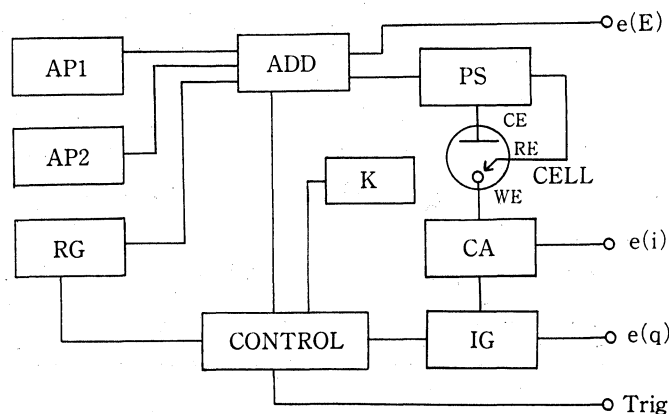 AP1
ADD
e(E)
PS
AP2
CE
RE
CELL
WE
K
RG
CA
e(i)
CONTROL
IG
e(q)
Trig